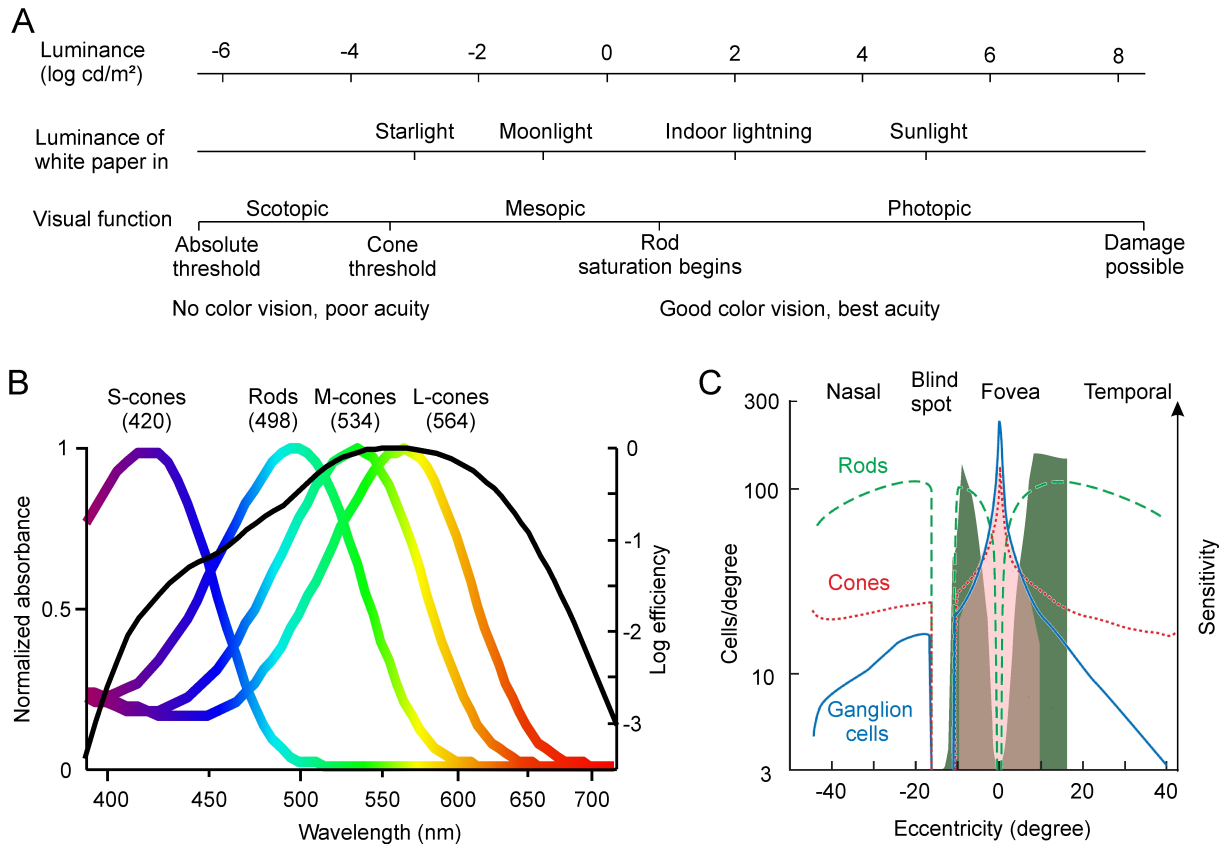 A
Luminance
(log cd/m²)
-6 -4 -2 0 2 4 6 8
Luminance of
white paper in
Starlight Moonlight Indoor lightning Sunlight
Visual function
Scotopic Mesopic Photopic
Absolute
threshold
Cone
threshold
Rod
saturation begins
Damage
possible
No color vision, poor acuity Good color vision, best acuity
B
S-cones
(420)
Rods
(498)
M-cones
(534)
L-cones
(564)
Normalized absorbance
1
0.5
0
Log efficiency
0
-1
-2
-3
400 450 500 550 600 650 700
Wavelength (nm)
C
Nasal
Blind
spot
Fovea
Temporal
Cells/degree
300
100
10
3
Rods
Cones
Ganglion
cells
Sensitivity
-40 -20 0 20 40
Eccentricity (degree)